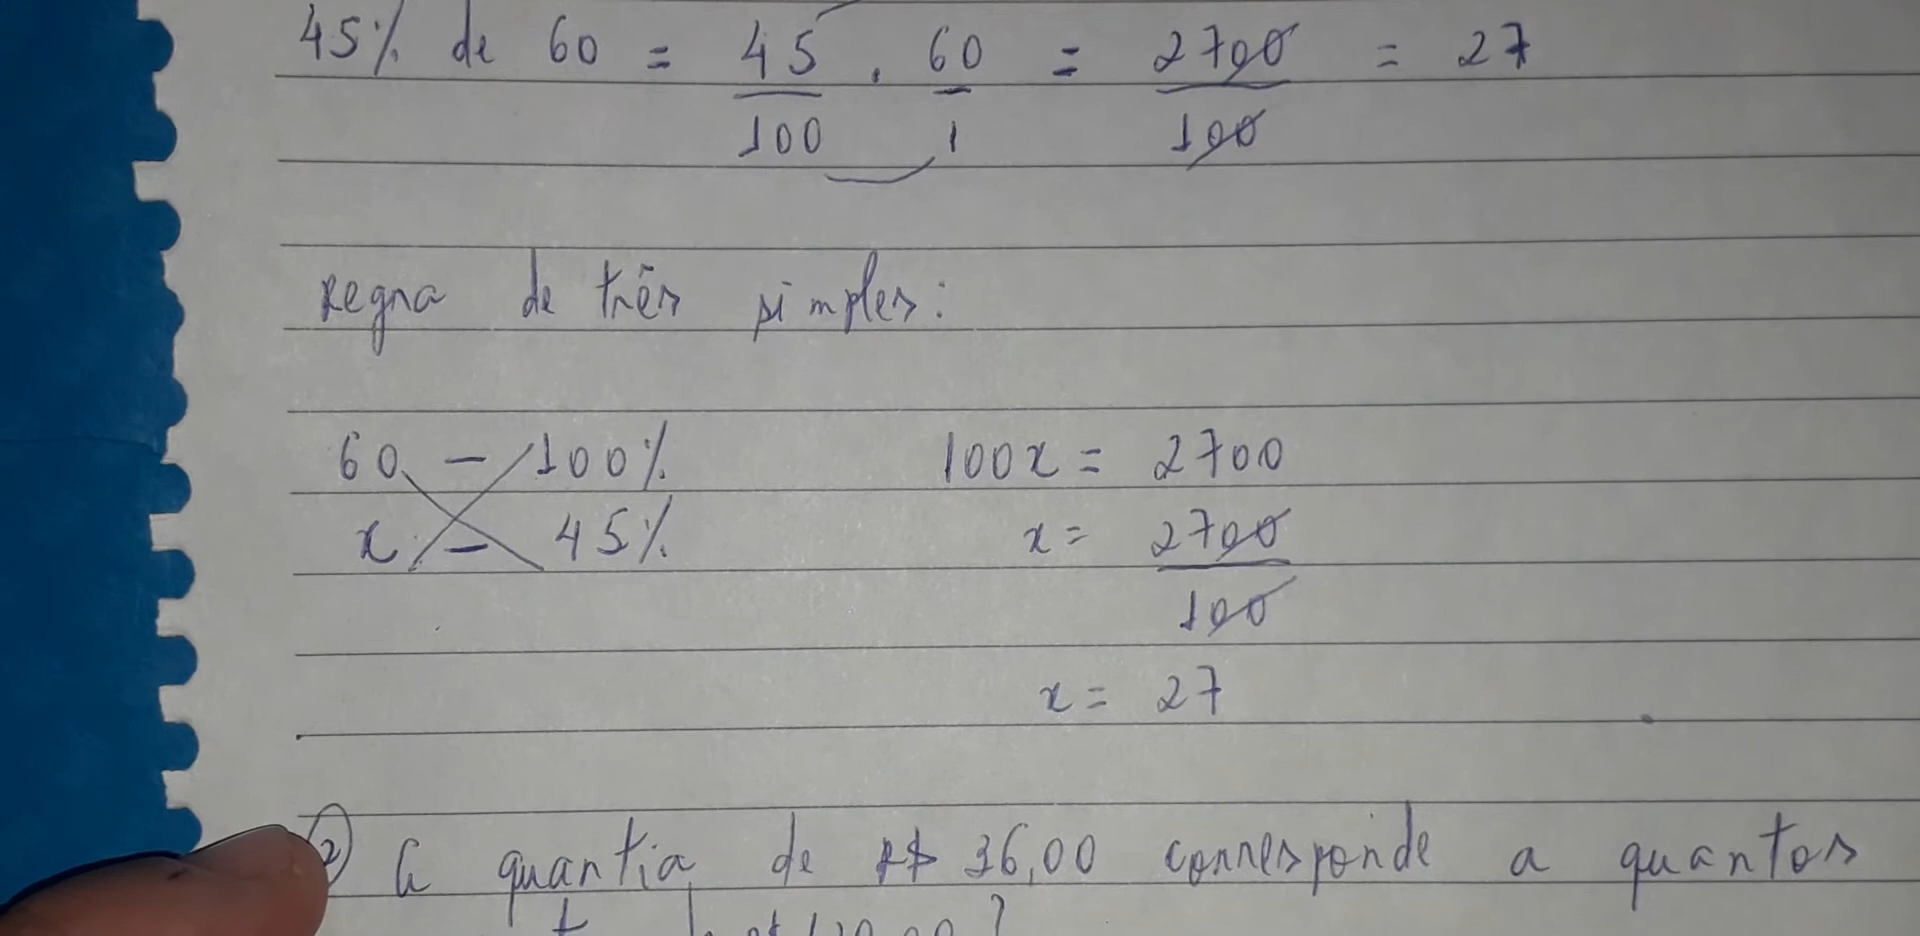 45% de 60 = 45/100 . 60/1 = 2700/100 = 27
Regra de três simples:
60 — 100%
x — 45%
100x = 2700
x = 2700/100
x = 27
2) A quantia de R$ 36,00 corresponde a quantos